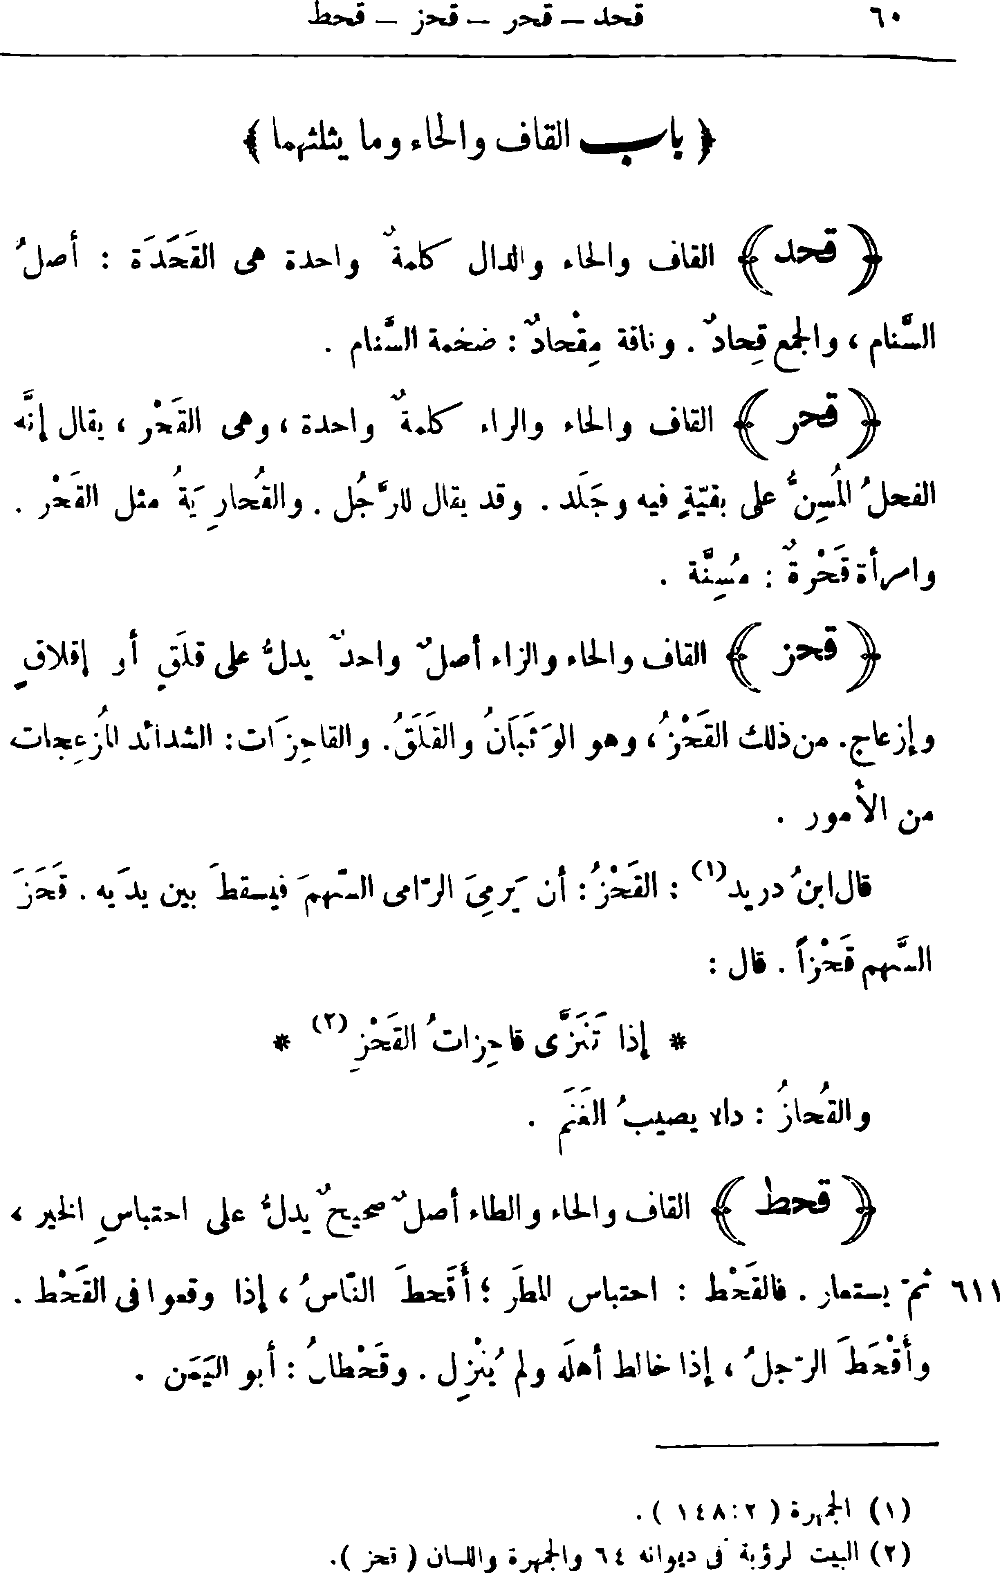 ٦٠ قحد — قحر — قحز — قحط
﴿ باب القاف والحاء وما يثلثهما ﴾
﴿ قحد ﴾ القاف والحاء والدال كلمةٌ واحدة هى القَحَدَة : أصلُ
السَّنام ، والجمع قِحادٌ . وناقة مِقْحادٌ : ضخمة السَّنام .
﴿ قحر ﴾ القاف والحاء والراء كلمةٌ واحدة ، وهى القَحْر ، يقال إنَّه
الفحلُ المُسِنُّ على بقيّةٍ فيه وجَلَد . وقد يقال للرَّجُل . والقُحارِيَةُ مثل القَحْر .
وامرأة قَحْرةٌ : مُسِنَّة .
﴿ قحز ﴾ القاف والحاء والزاء أصلٌ واحدٌ يدلُّ على قلَقٍ أو إقلاقٍ
وإزعاج. من ذلك القَحْزُ، وهو الوَثَبَانُ والقَلَقُ. والقاحِزَات: الشدائد المُزعِجات
من الأمور .
قال ابنُ دريد(١) : القَحْزُ: أن يَرمِىَ الرّامى السّهمَ فيسقطَ بين يدَيه . قَحَزَ
السَّهم قَحْزاً . قال :
* إذا تَنَزَّى قاحِزاتُ القَحْزِ(٢) *
والقُحازُ : داء يصيبُ الغَنَم .
﴿ قحط ﴾ القاف والحاء والطاء أصلٌ صحيحٌ يدلُّ على احتباسِ الخير ،
٦١١ ثمّ يستعار . فالقَحْط : احتباس المطَر ؛ أَقحطَ النّاسُ ، إذا وقعوا فى القَحْط .
وأَقْحَطَ الرّجلُ ، إذا خالط أهلَه ولم يُنْزِل . وقَحْطانُ : أبو اليَمَن .
(١) الجمهرة ( ٢ : ١٤٨ ) .
(٢) البيت لرؤبة فى ديوانه ٦٤ والجمهرة واللسان ( قحز ).